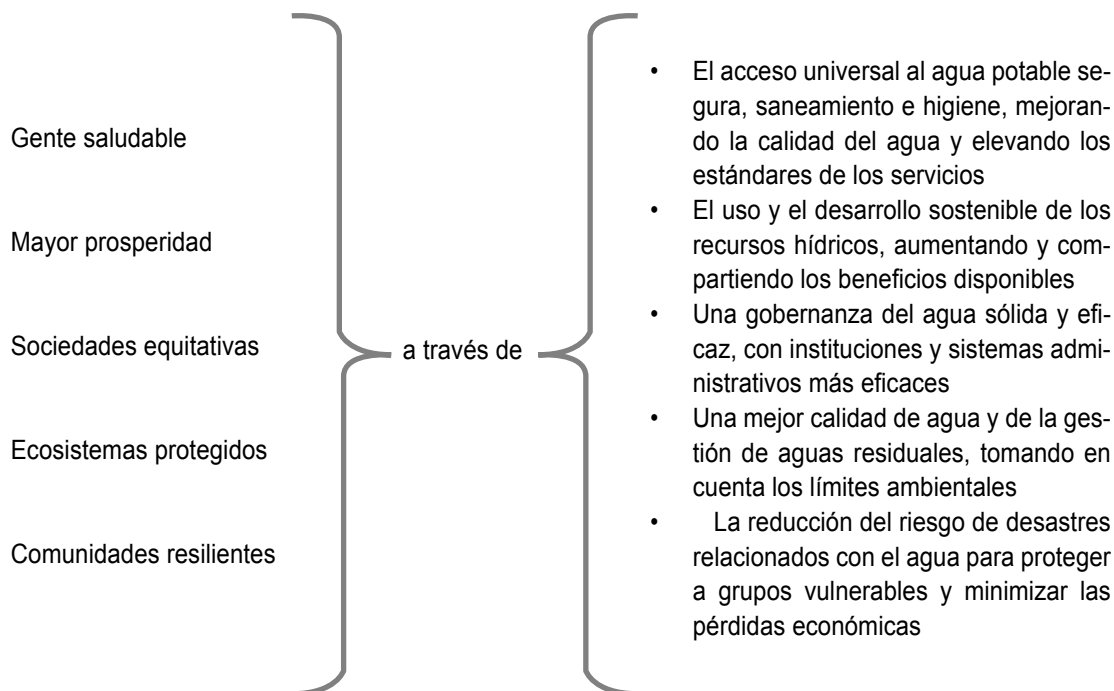 Gente saludable
Mayor prosperidad
Sociedades equitativas
Ecosistemas protegidos
Comunidades resilientes
a través de
• El acceso universal al agua potable se-
gura, saneamiento e higiene, mejoran-
do la calidad del agua y elevando los
estándares de los servicios
• El uso y el desarrollo sostenible de los
recursos hídricos, aumentando y com-
partiendo los beneficios disponibles
• Una gobernanza del agua sólida y efi-
caz, con instituciones y sistemas admi-
nistrativos más eficaces
• Una mejor calidad de agua y de la ges-
tión de aguas residuales, tomando en
cuenta los límites ambientales
• La reducción del riesgo de desastres
relacionados con el agua para proteger
a grupos vulnerables y minimizar las
pérdidas económicas